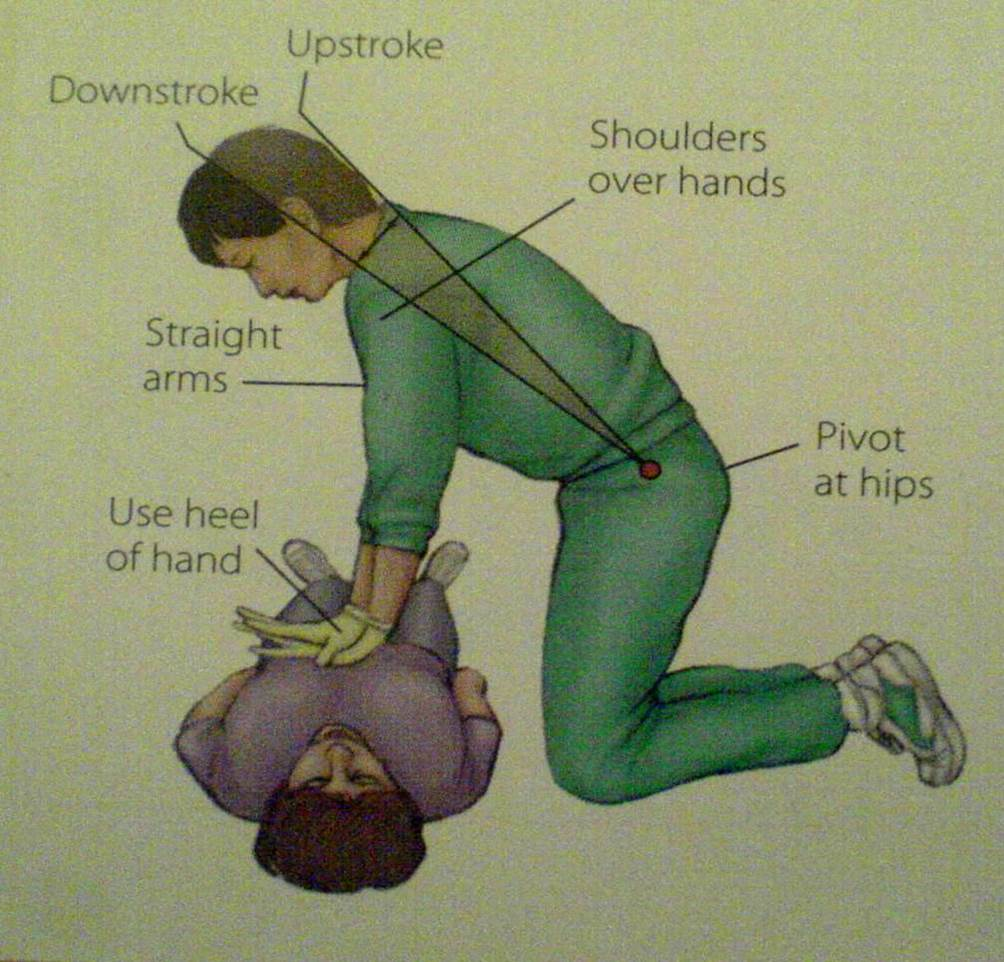 Upstroke
Downstroke
Shoulders
over hands
Straight
arms
Pivot
at hips
Use heel
of hand